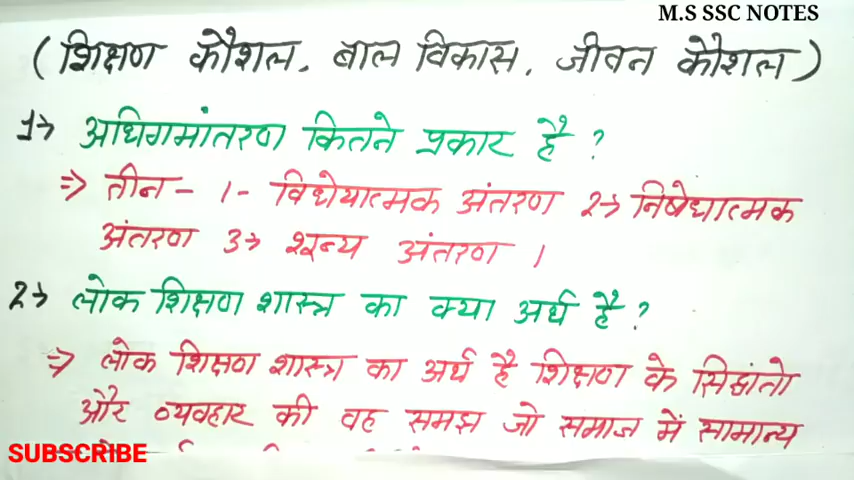 M.S SSC NOTES
(शिक्षण कौशल, बाल विकास, जीवन कौशल)
1→ अधिगमांतरण कितने प्रकार है ?
⇒ तीन - 1- विधेयात्मक अंतरण 2→ निषेधात्मक
अंतरण 3→ शून्य अंतरण ।
2→ लोक शिक्षण शास्त्र का क्या अर्थ है ?
⇒ लोक शिक्षण शास्त्र का अर्थ है शिक्षण के सिद्धांतो
और व्यवहार की वह समझ जो समाज में सामान्य
SUBSCRIBE